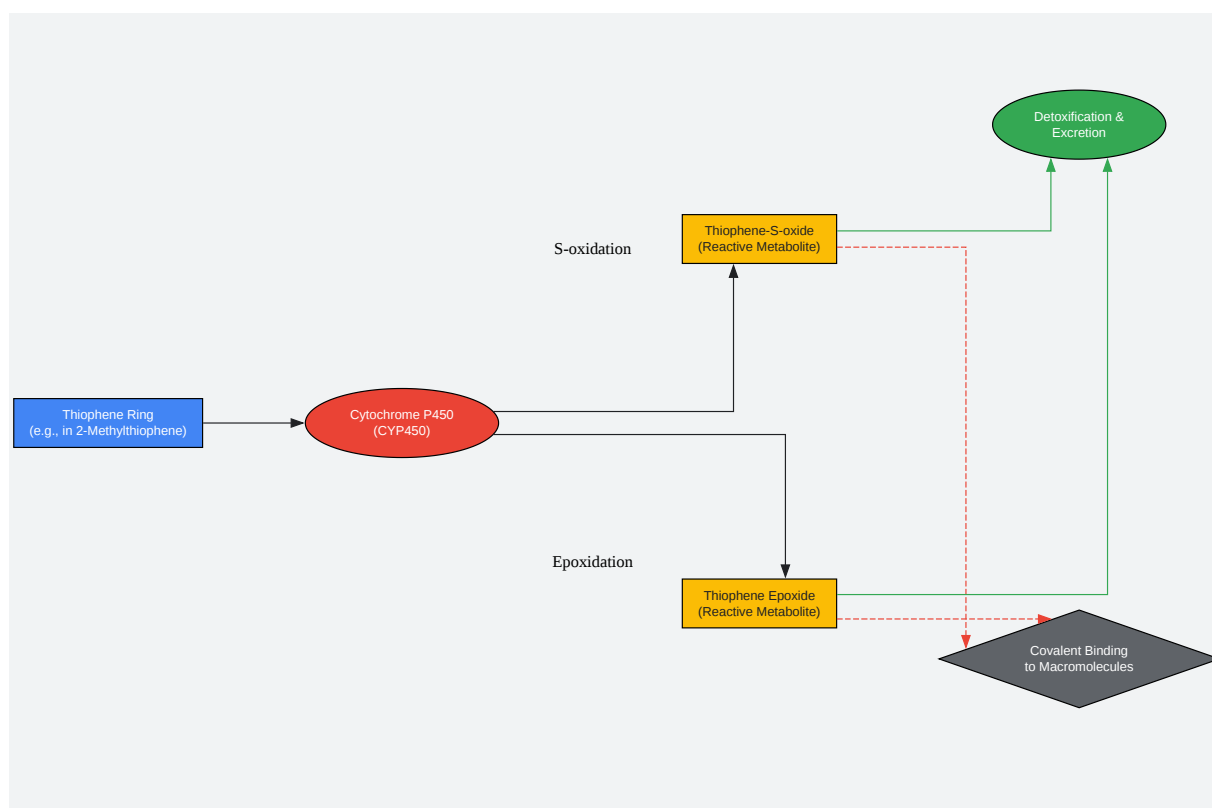 Detoxification &
Excretion
Thiophene-S-oxide
(Reactive Metabolite)
S-oxidation
Thiophene Ring
(e.g., in 2-Methylthiophene)
Cytochrome P450
(CYP450)
Epoxidation
Thiophene Epoxide
(Reactive Metabolite)
Covalent Binding
to Macromolecules